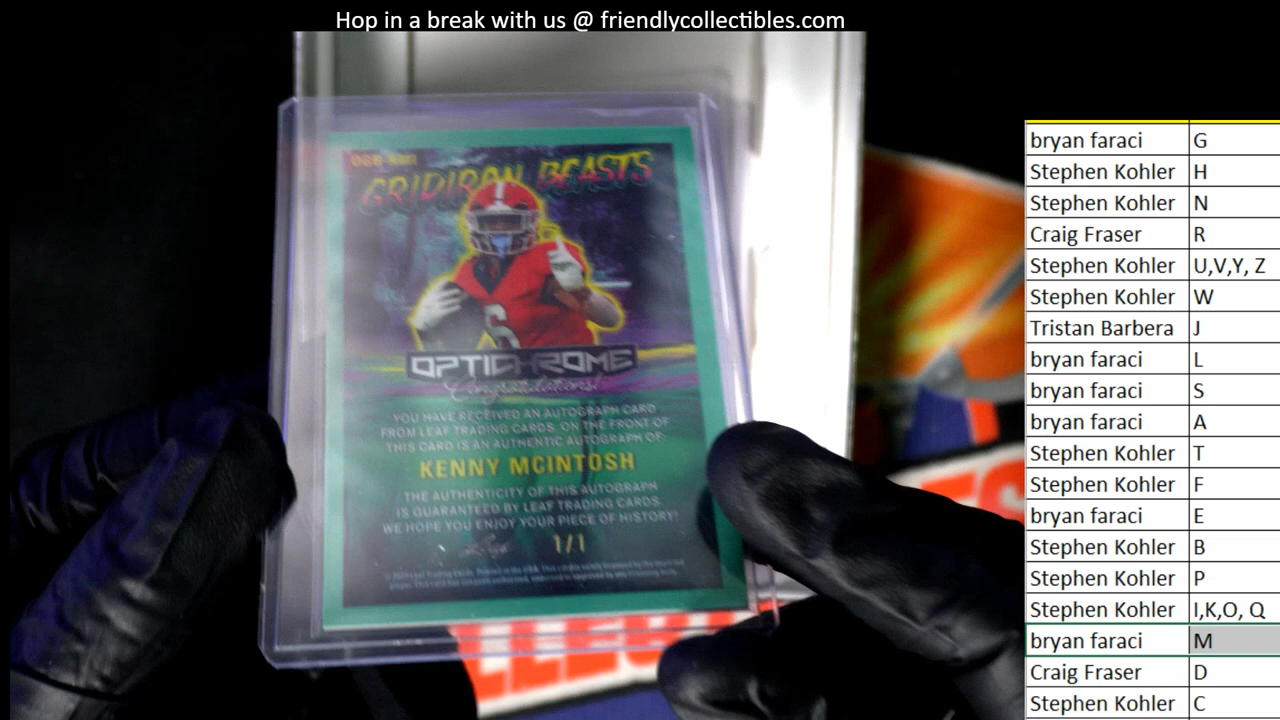 Hop in a break with us @ friendlycollectibles.com
GRIDIRON BEASTS
6
OPTICHROME
Congratulations!
YOU HAVE RECEIVED AN AUTOGRAPH CARD
FROM LEAF TRADING CARDS. ON THE FRONT OF
THIS CARD IS AN AUTHENTIC AUTOGRAPH OF:
KENNY MCINTOSH
THE AUTHENTICITY OF THIS AUTOGRAPH
IS GUARANTEED BY LEAF TRADING CARDS.
WE HOPE YOU ENJOY YOUR PIECE OF HISTORY!
Leaf 1/1
bryan faraci G
Stephen Kohler H
Stephen Kohler N
Craig Fraser R
Stephen Kohler U,V,Y, Z
Stephen Kohler W
Tristan Barbera J
bryan faraci L
bryan faraci S
bryan faraci A
Stephen Kohler T
Stephen Kohler F
bryan faraci E
Stephen Kohler B
Stephen Kohler P
Stephen Kohler I,K,O, Q
bryan faraci M
Craig Fraser D
Stephen Kohler C